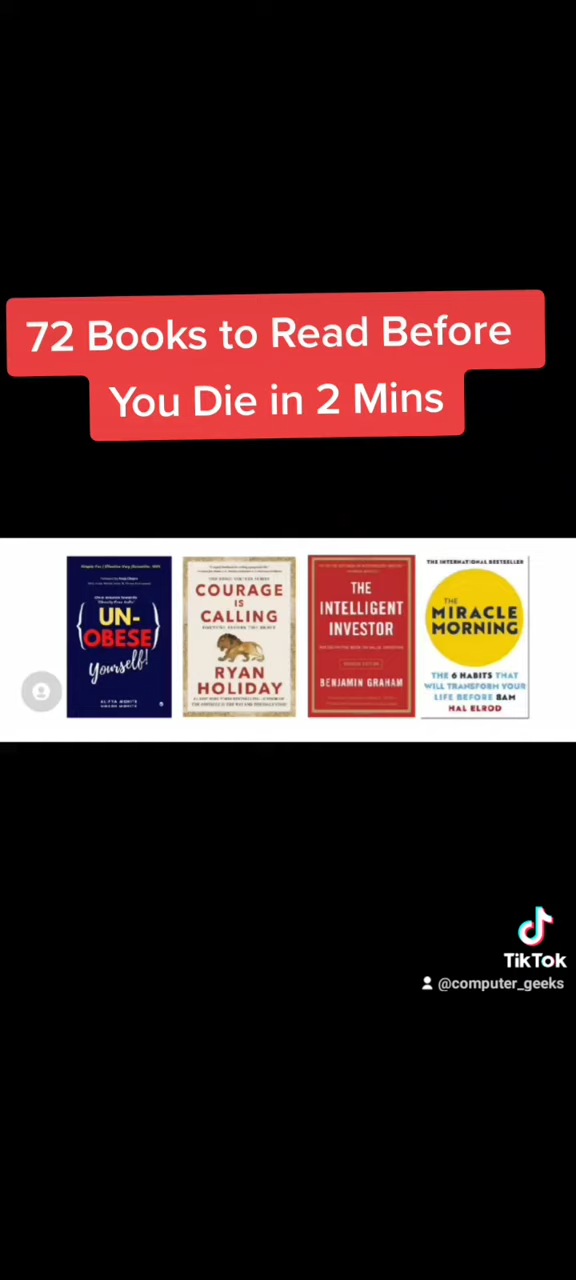 72 Books to Read Before
You Die in 2 Mins
UN-
OBESE
Yourself!
COURAGE
IS
CALLING
RYAN
HOLIDAY
THE
INTELLIGENT
INVESTOR
BENJAMIN GRAHAM
THE INTERNATIONAL BESTSELLER
THE
MIRACLE
MORNING
THE 6 HABITS THAT
WILL TRANSFORM YOUR
LIFE BEFORE 8AM
HAL ELROD
TikTok
@computer_geeks